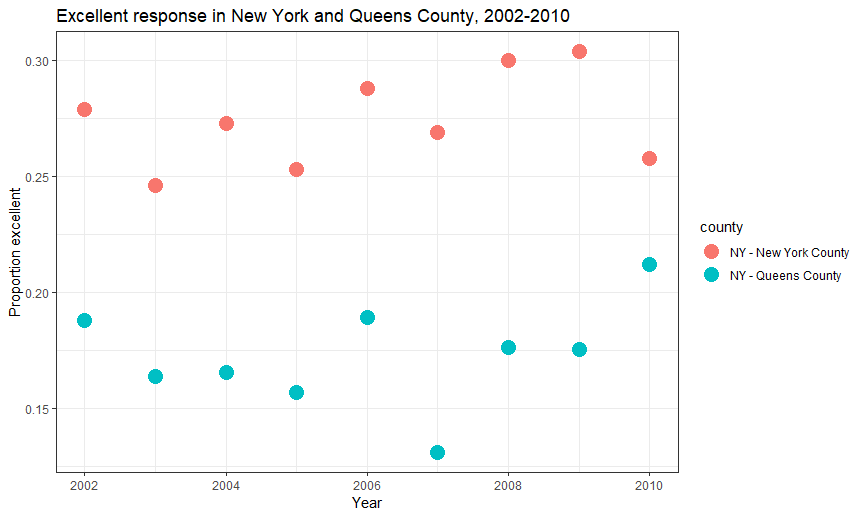 Excellent response in New York and Queens County, 2002-2010
Proportion excellent
0.30
0.25
0.20
0.15
2002 2004 2006 2008 2010
Year
county
NY - New York County
NY - Queens County